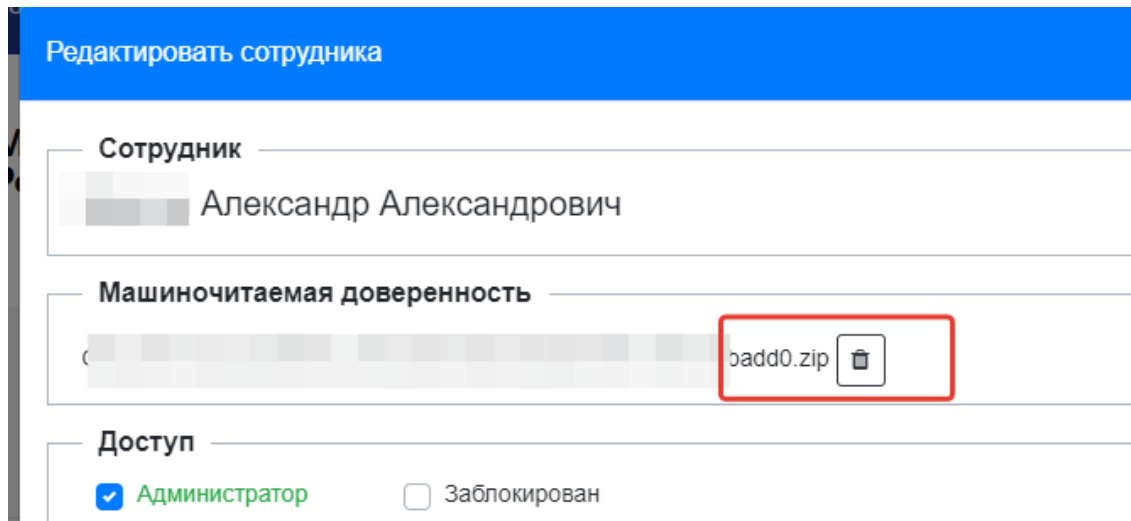 Редактировать сотрудника
Сотрудник
Александр Александрович
Машиночитаемая доверенность
badd0.zip
Доступ
Администратор
Заблокирован